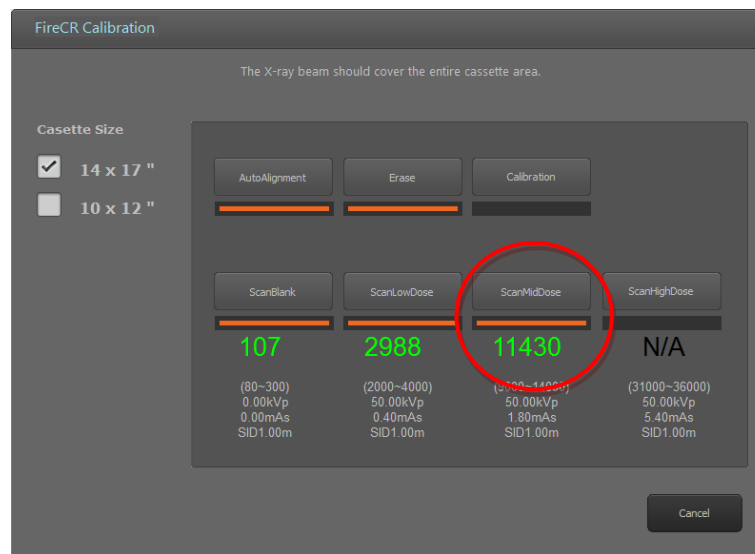 FireCR Calibration
The X-ray beam should cover the entire cassette area.
Casette Size
14 x 17 "
10 x 12 "
AutoAlignment Erase Calibration
ScanBlank ScanLowDose ScanMidDose ScanHighDose
107 2988 11430 N/A
(80~300) (2000~4000) (31000~36000)
0.00kVp 50.00kVp 50.00kVp 50.00kVp
0.00mAs 0.40mAs 1.80mAs 5.40mAs
SID1.00m SID1.00m SID1.00m SID1.00m
Cancel